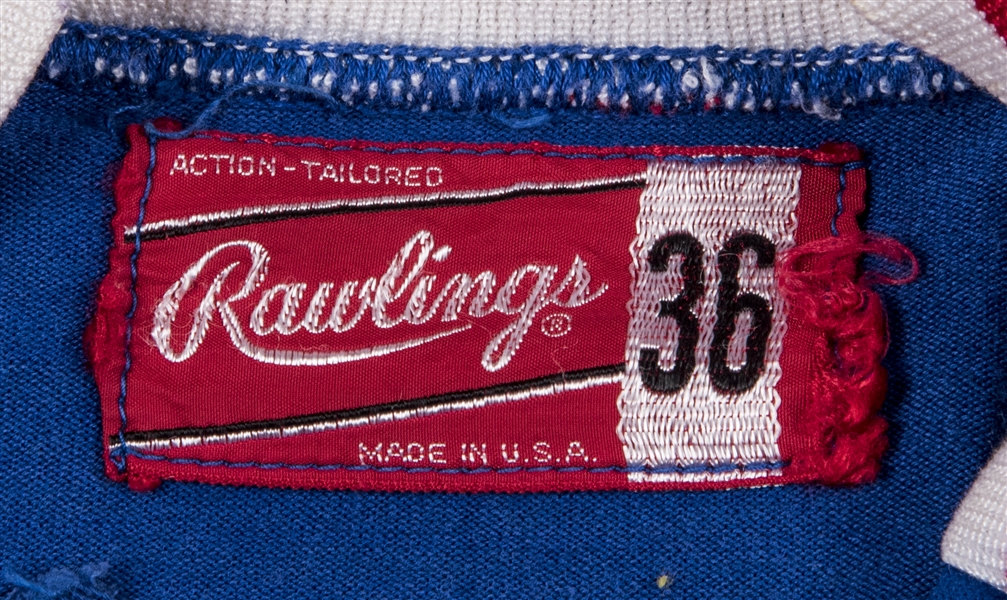 ACTION-TAILORED
Rawlings®
36
MADE IN U.S.A.